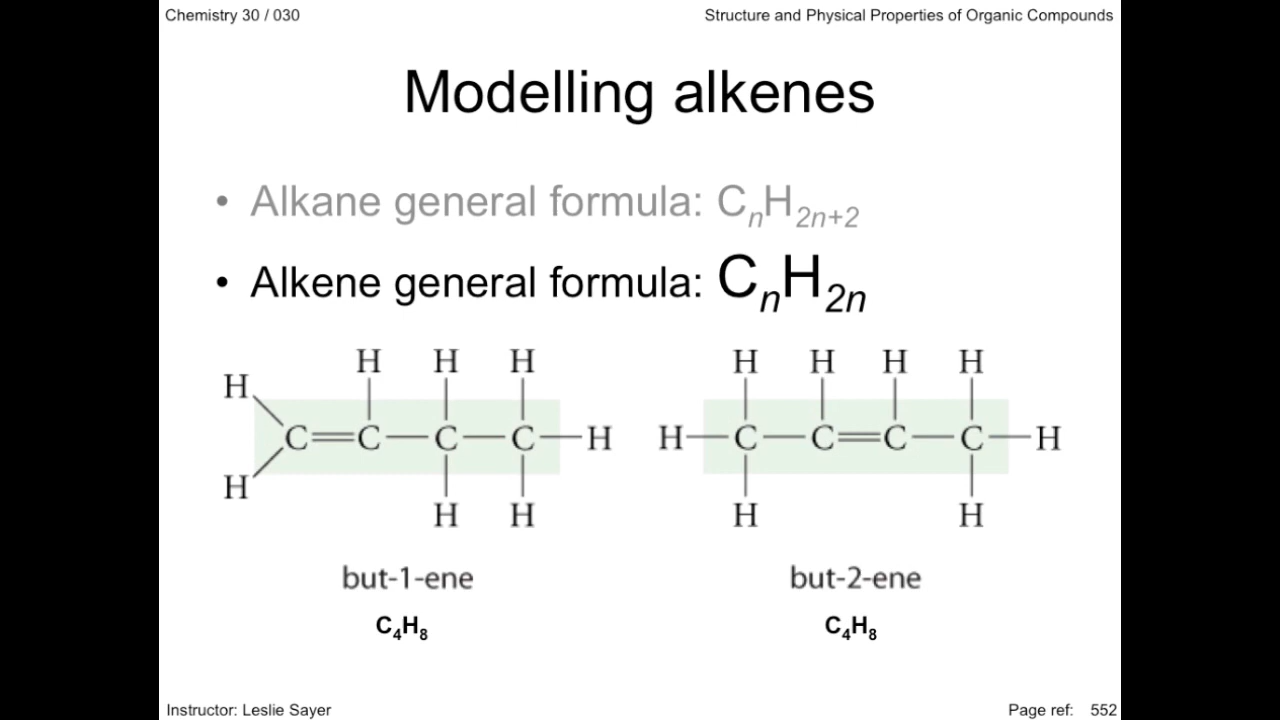 Chemistry 30 / 030
Structure and Physical Properties of Organic Compounds
Modelling alkenes
• Alkane general formula: CnH2n+2
• Alkene general formula: CnH2n
H H H H
H C C C C H
H H H
but-1-ene
C4H8
H H H H
H C C C C H
H H
but-2-ene
C4H8
Instructor: Leslie Sayer
Page ref: 552